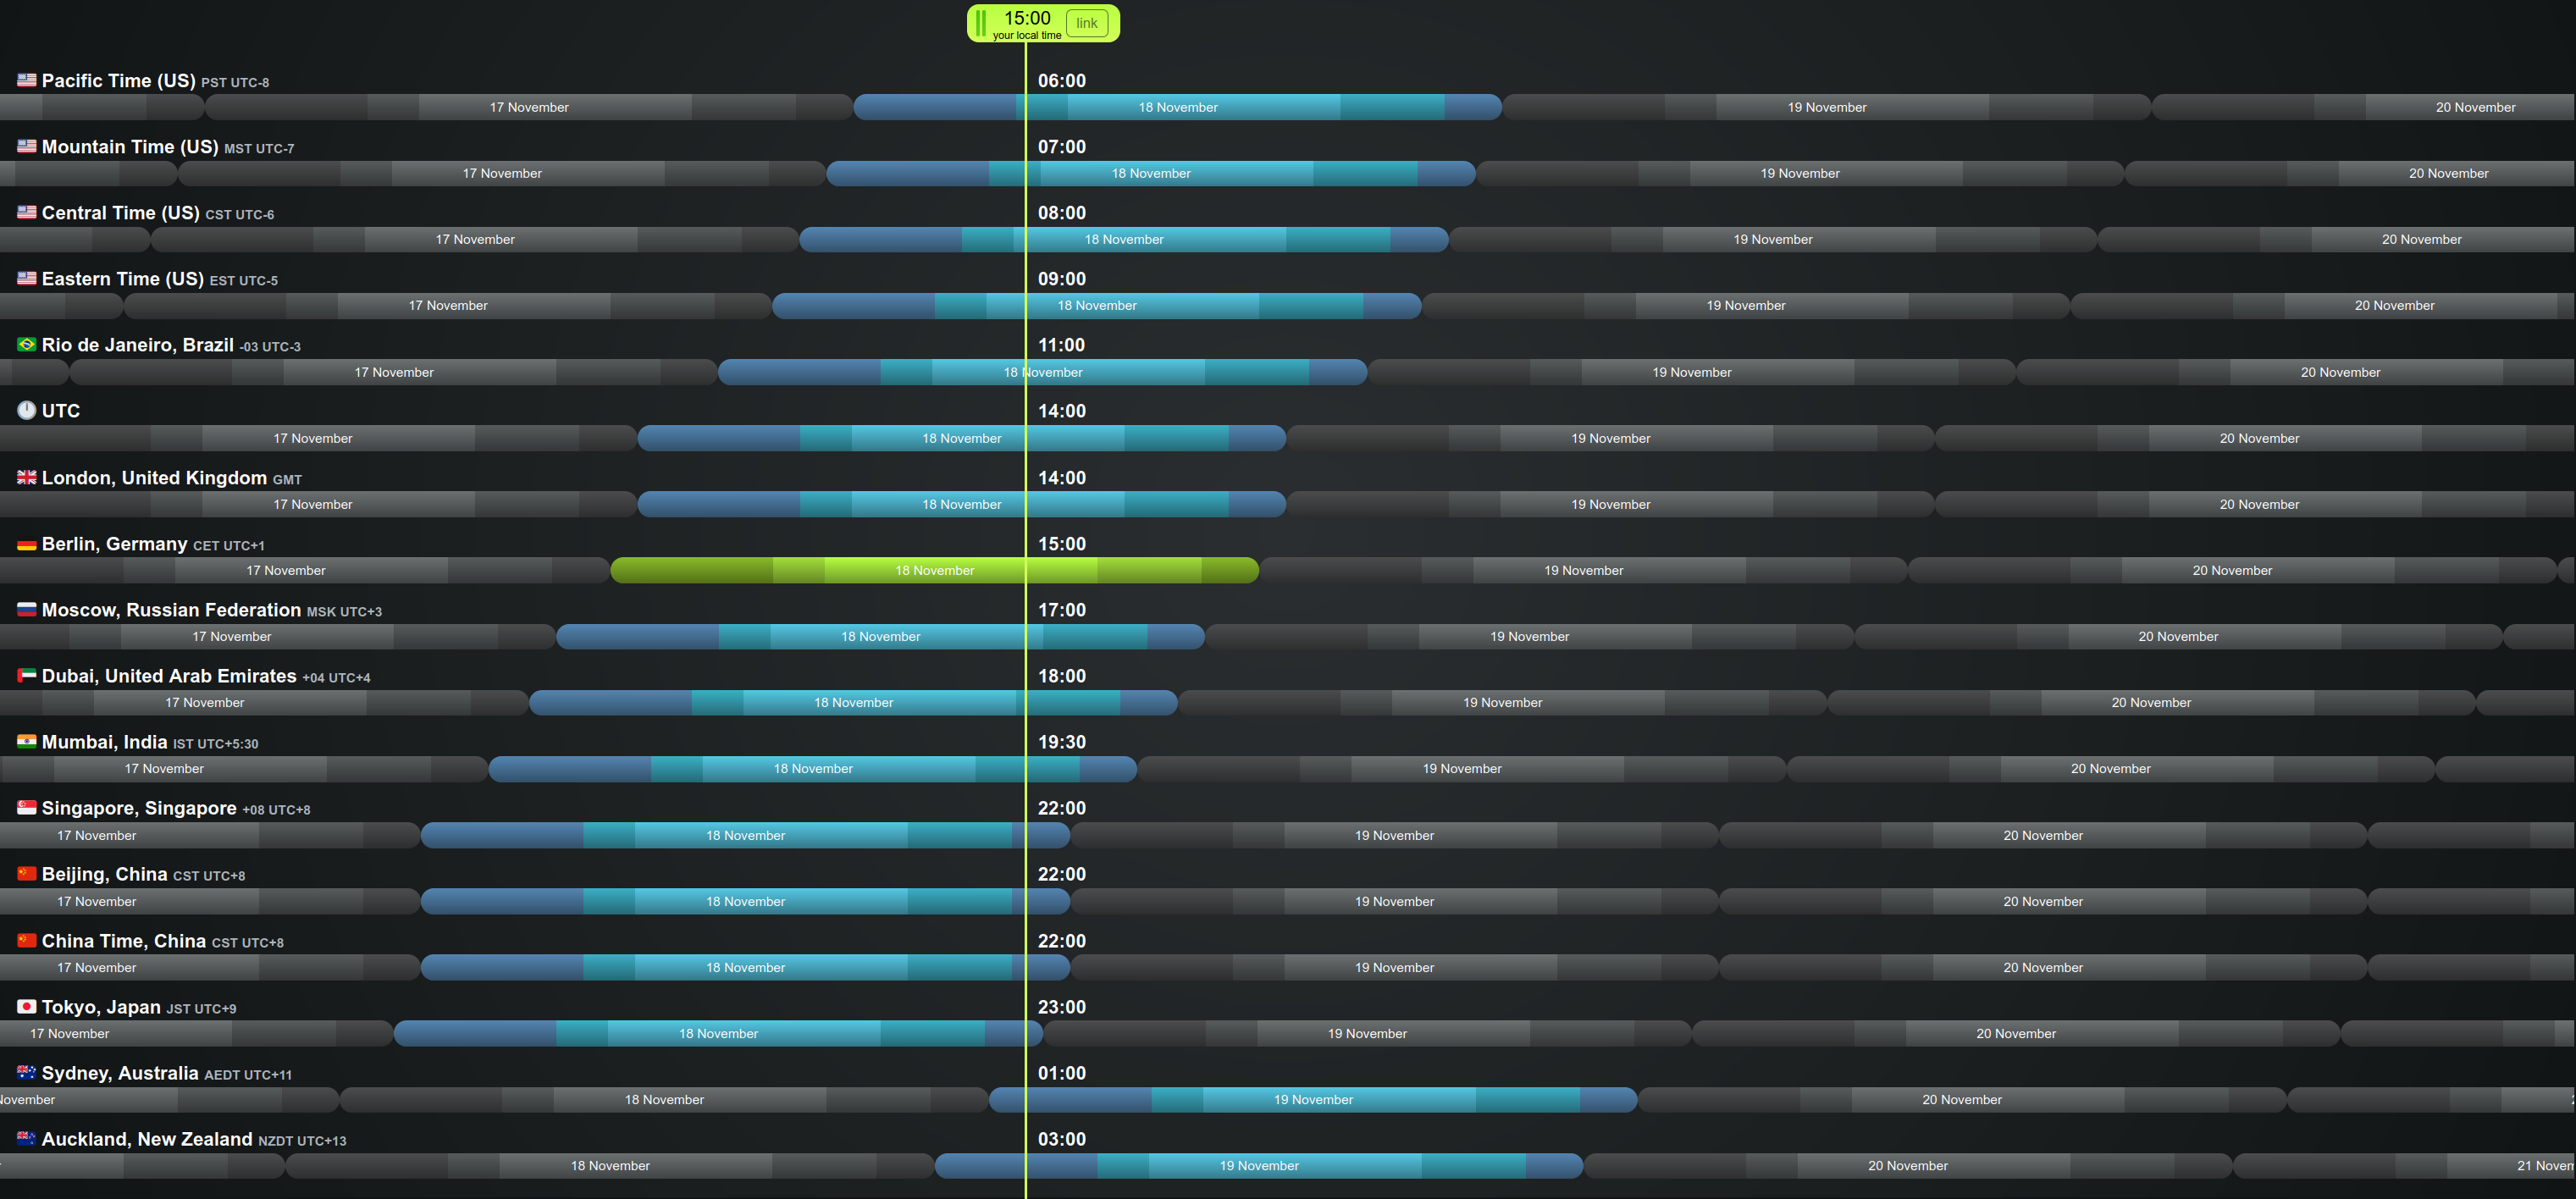 15:00 link
your local time
Pacific Time (US) PST UTC-8 06:00
17 November 18 November 19 November 20 November
Mountain Time (US) MST UTC-7 07:00
17 November 18 November 19 November 20 November
Central Time (US) CST UTC-6 08:00
17 November 18 November 19 November 20 November
Eastern Time (US) EST UTC-5 09:00
17 November 18 November 19 November 20 November
Rio de Janeiro, Brazil -03 UTC-3 11:00
17 November 18 November 19 November 20 November
UTC 14:00
17 November 18 November 19 November 20 November
London, United Kingdom GMT 14:00
17 November 18 November 19 November 20 November
Berlin, Germany CET UTC+1 15:00
17 November 18 November 19 November 20 November
Moscow, Russian Federation MSK UTC+3 17:00
17 November 18 November 19 November 20 November
Dubai, United Arab Emirates +04 UTC+4 18:00
17 November 18 November 19 November 20 November
Mumbai, India IST UTC+5:30 19:30
17 November 18 November 19 November 20 November
Singapore, Singapore +08 UTC+8 22:00
17 November 18 November 19 November 20 November
Beijing, China CST UTC+8 22:00
17 November 18 November 19 November 20 November
China Time, China CST UTC+8 22:00
17 November 18 November 19 November 20 November
Tokyo, Japan JST UTC+9 23:00
17 November 18 November 19 November 20 November
Sydney, Australia AEDT UTC+11 01:00
ovember 18 November 19 November 20 November
Auckland, New Zealand NZDT UTC+13 03:00
18 November 19 November 20 November 21 Novem